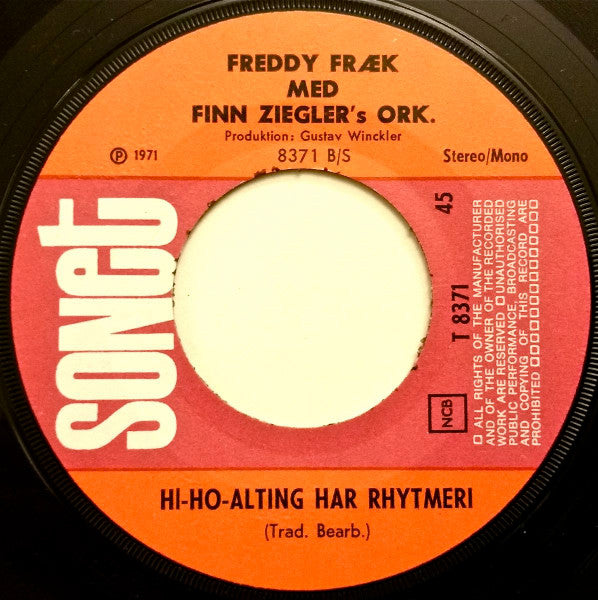 FREDDY FRÆK
MED
FINN ZIEGLER's ORK.
Produktion: Gustav Winckler
℗ 1971
8371 B/S
Stereo/Mono
sonet
45
T 8371
NCB
□ ALL RIGHTS OF THE MANUFACTURER
AND OF THE OWNER OF THE RECORDED
WORK ARE RESERVED □ UNAUTHORISED
PUBLIC PERFORMANCE, BROADCASTING
AND COPYING OF THIS RECORD ARE
PROHIBITED □□□□□□□□□□□□□□
HI-HO-ALTING HAR RHYTMERI
(Trad. Bearb.)